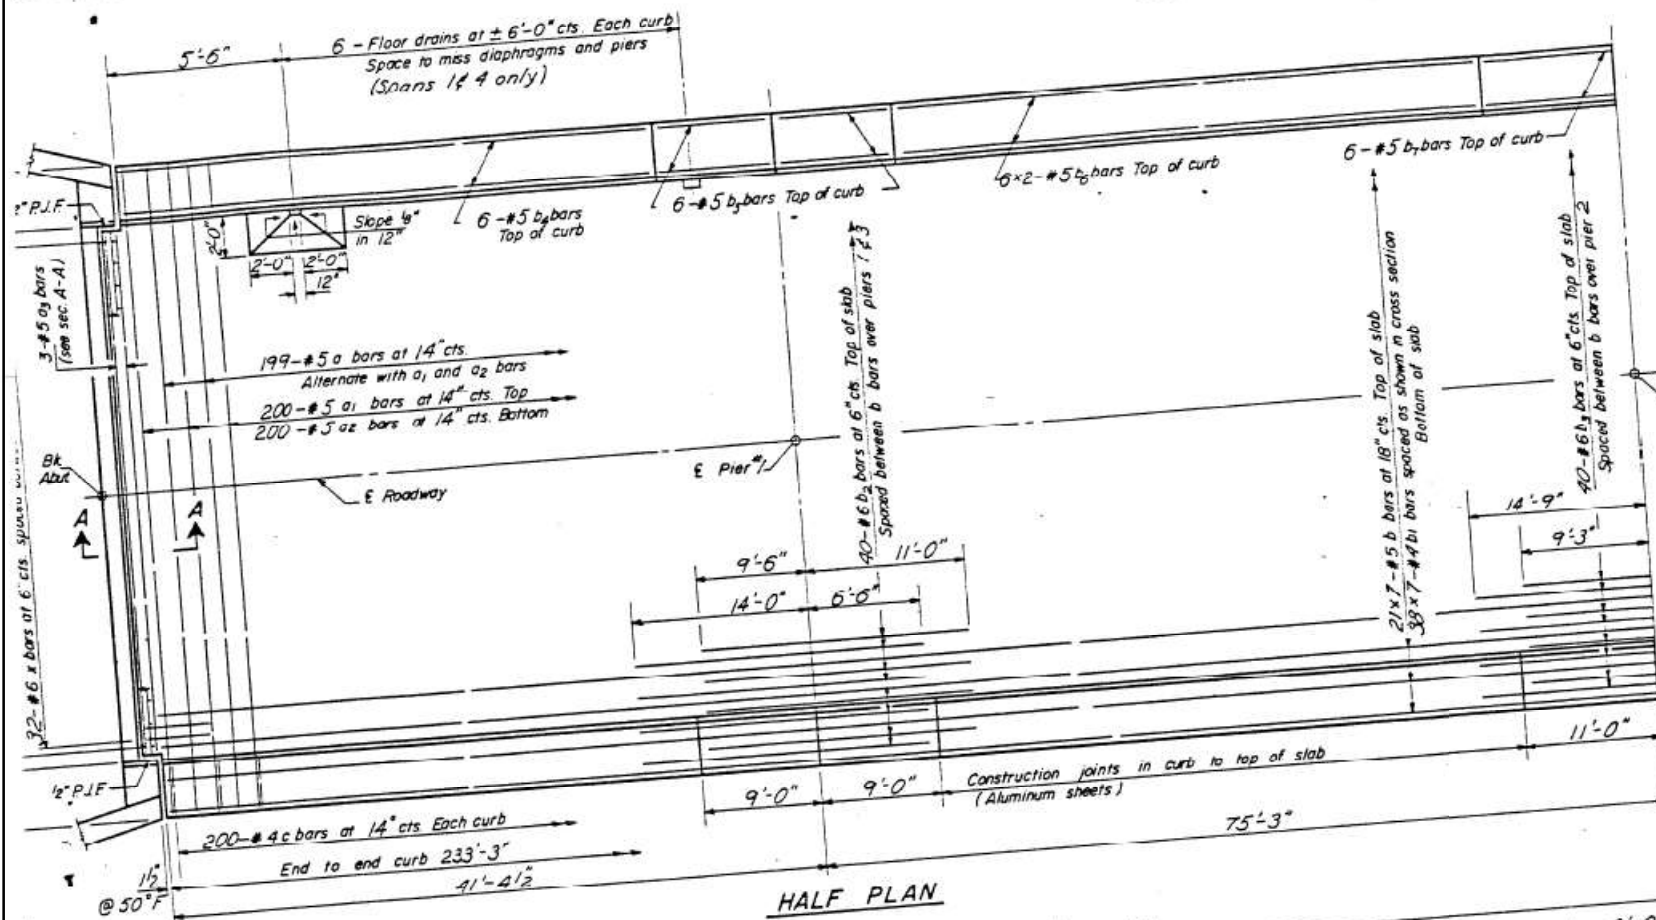 5'-6"
6 - Floor drains at ± 6'-0" cts. Each curb
Space to miss diaphragms and piers
(Spans 1 & 4 only)
2" P.J.F.
3-#5 a3 bars
(see sec. A-A)
2'-0"
Slope 1/8"
in 12"
2'-0"
2'-0"
12"
6 - #5 b4 bars
Top of curb
6 - #5 b5 bars Top of curb
6×2 - #5 b6 bars Top of curb
6 - #5 b7 bars Top of curb
199 - #5 a bars at 14" cts.
Alternate with a1 and a2 bars
200 - #5 a1 bars at 14" cts. Top
200 - #5 a2 bars at 14" cts. Bottom
Bk.
Abut.
℄ Roadway
℄ Pier #1
A
A
32 - #6 x bars at 6" cts. spaced
40 - #6 b2 bars at 6" cts. Top of slab
Spaced between b bars over piers 1 & 3
21 x 7 - #5 b bars at 18" cts. Top of slab
38 x 7 - #4 b1 bars spaced as shown in cross section
Bottom of slab
40 - #6 b3 bars at 6" cts. Top of slab
Spaced between b bars over pier 2
14'-9"
9'-3"
9'-6"
11'-0"
14'-0"
6'-6"
1/2" P.J.F.
9'-0"
9'-0"
Construction joints in curb to top of slab
(Aluminum sheets)
11'-0"
200 - #4 c bars at 14" cts. Each curb
End to end curb 233'-3"
75'-3"
1 1/2"
@ 50° F
41'-4 1/2"
HALF PLAN